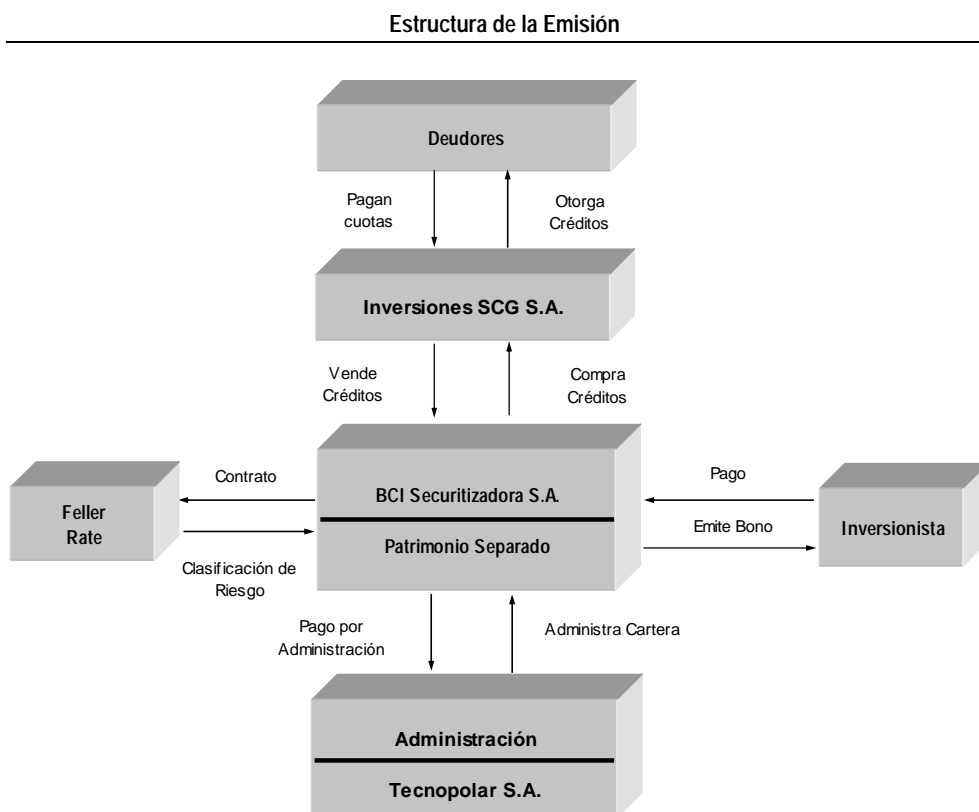 Estructura de la Emisión
Deudores
Pagan
cuotas
Otorga
Créditos
Inversiones SCG S.A.
Vende
Créditos
Compra
Créditos
Contrato
BCI Securitizadora S.A.
Pago
Feller
Rate
Patrimonio Separado
Inversionista
Emite Bono
Clasificación de
Riesgo
Pago por
Administración
Administra Cartera
Administración
Tecnopolar S.A.